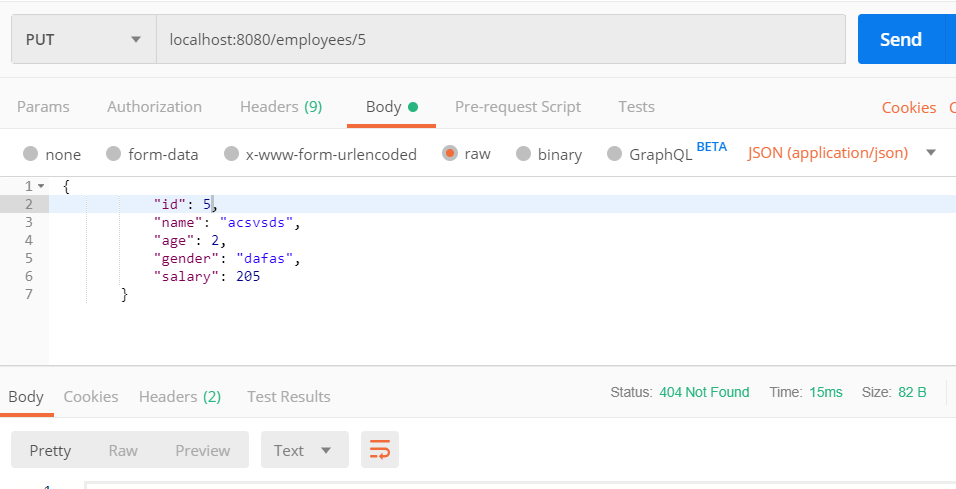 PUT localhost:8080/employees/5 Send
Params Authorization Headers (9) Body Pre-request Script Tests Cookies
none form-data x-www-form-urlencoded raw binary GraphQL BETA JSON (application/json)
1 {
2 "id": 5,
3 "name": "acsvsds",
4 "age": 2,
5 "gender": "dafas",
6 "salary": 205
7 }
Body Cookies Headers (2) Test Results Status: 404 Not Found Time: 15ms Size: 82 B
Pretty Raw Preview Text
1